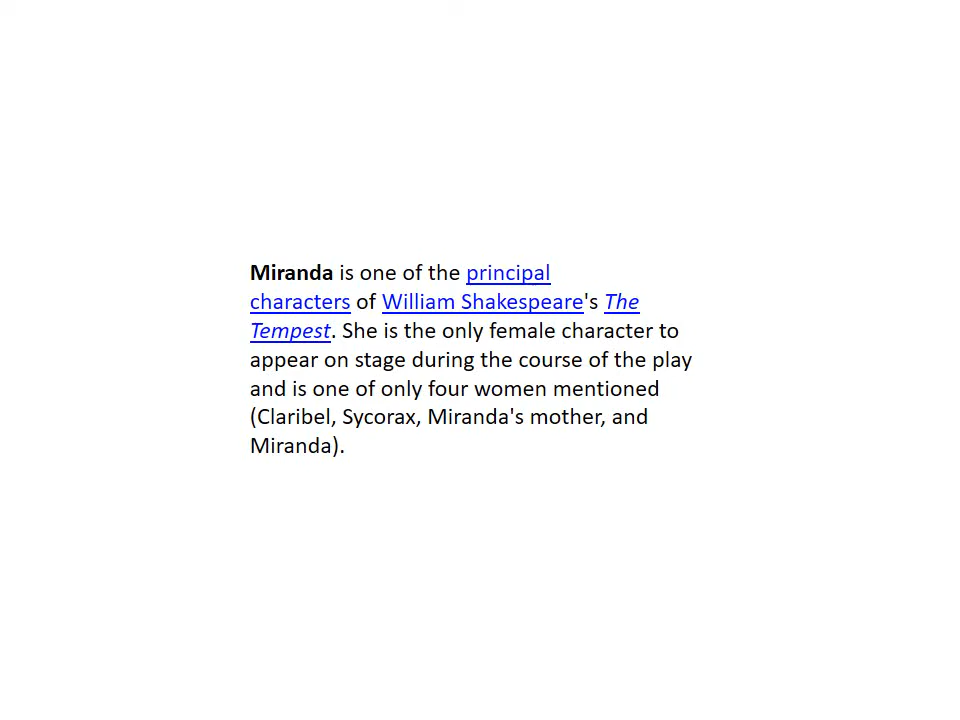 Miranda is one of the principal
characters of William Shakespeare's The
Tempest. She is the only female character to
appear on stage during the course of the play
and is one of only four women mentioned
(Claribel, Sycorax, Miranda's mother, and
Miranda).